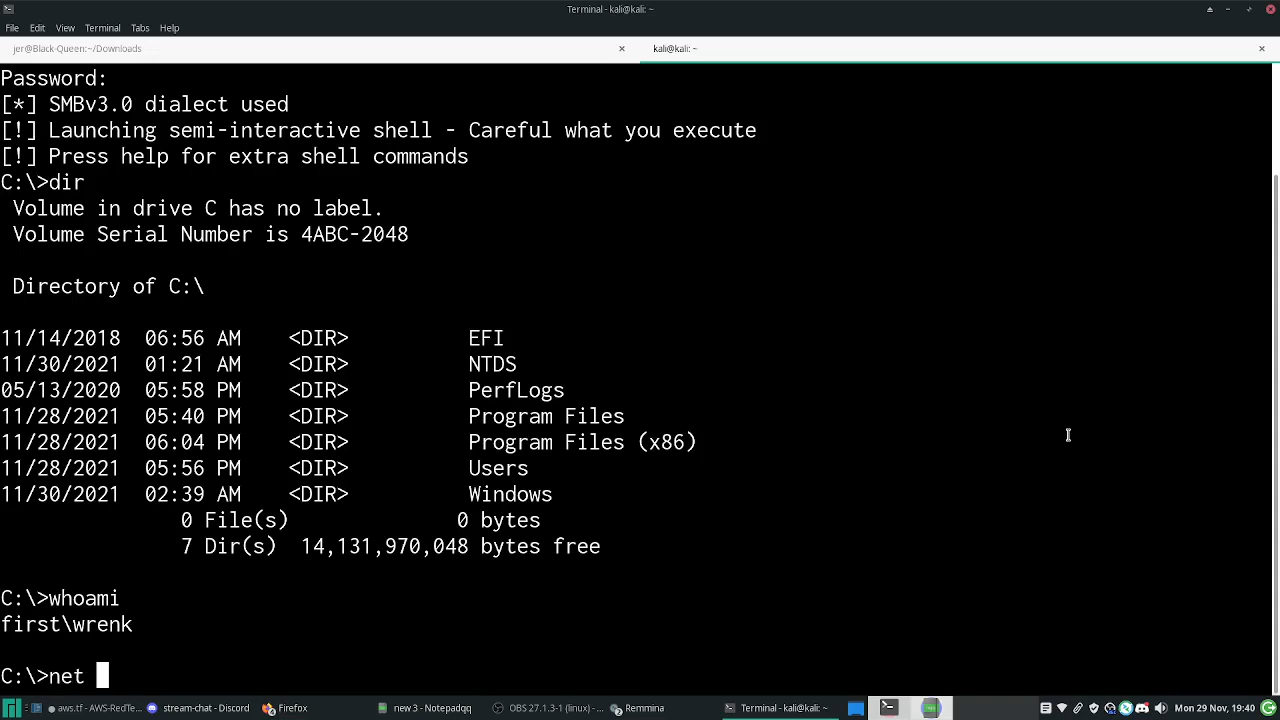 Terminal - kali@kali: ~
File Edit View Terminal Tabs Help
jer@Black-Queen:~/Downloads
kali@kali: ~
Password:
[*] SMBv3.0 dialect used
[!] Launching semi-interactive shell - Careful what you execute
[!] Press help for extra shell commands
C:\>dir
 Volume in drive C has no label.
 Volume Serial Number is 4ABC-2048
 Directory of C:\
11/14/2018  06:56 AM    <DIR>          EFI
11/30/2021  01:21 AM    <DIR>          NTDS
05/13/2020  05:58 PM    <DIR>          PerfLogs
11/28/2021  05:40 PM    <DIR>          Program Files
11/28/2021  06:04 PM    <DIR>          Program Files (x86)
11/28/2021  05:56 PM    <DIR>          Users
11/30/2021  02:39 AM    <DIR>          Windows
               0 File(s)              0 bytes
               7 Dir(s)  14,131,970,048 bytes free
C:\>whoami
first\wrenk
C:\>net
aws.tf - AWS-RedTe... stream-chat - Discord Firefox new 3 - Notepadqq OBS 27.1.3-1 (linux) -... Remmina Terminal - kali@kali: ~ Mon 29 Nov, 19:40